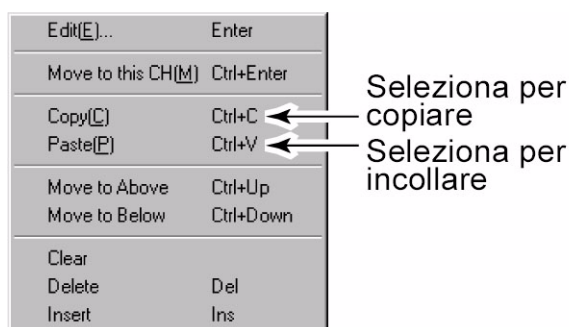 Edit(E)... Enter
Move to this CH(M) Ctrl+Enter
Copy(C) Ctrl+C
Paste(P) Ctrl+V
Move to Above Ctrl+Up
Move to Below Ctrl+Down
Clear
Delete Del
Insert Ins
Seleziona per
copiare
Seleziona per
incollare